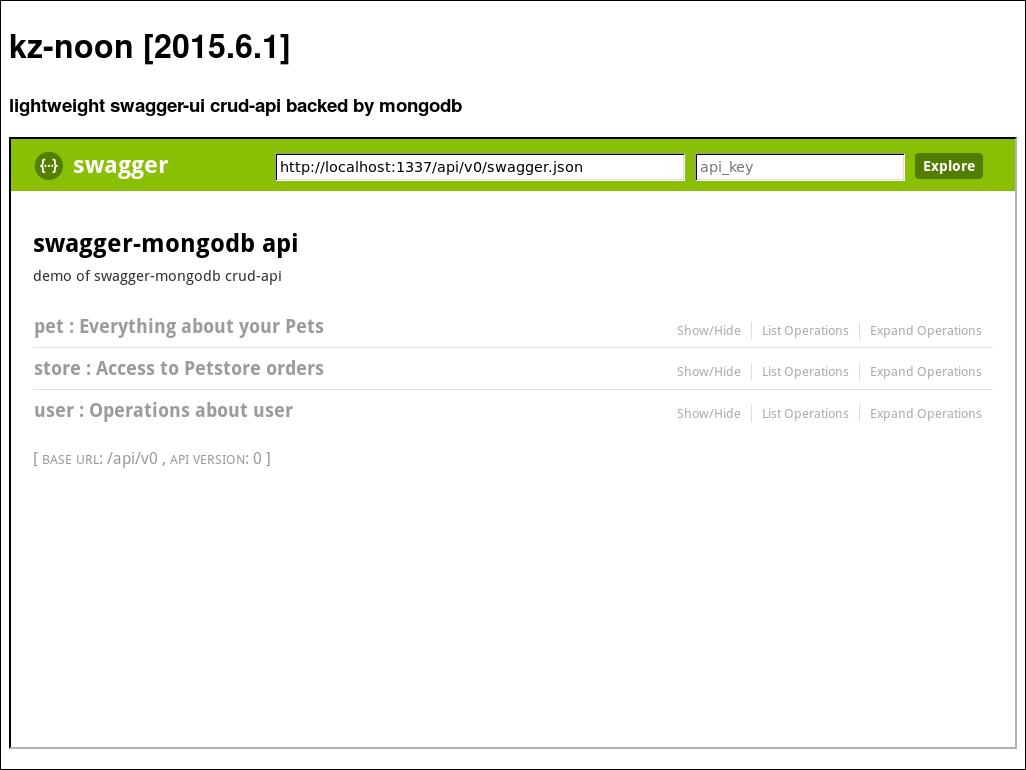 kz-noon [2015.6.1]
lightweight swagger-ui crud-api backed by mongodb
{···} swagger http://localhost:1337/api/v0/swagger.json api_key Explore
swagger-mongodb api
demo of swagger-mongodb crud-api
pet : Everything about your Pets Show/Hide List Operations Expand Operations
store : Access to Petstore orders Show/Hide List Operations Expand Operations
user : Operations about user Show/Hide List Operations Expand Operations
[ BASE URL: /api/v0 , API VERSION: 0 ]